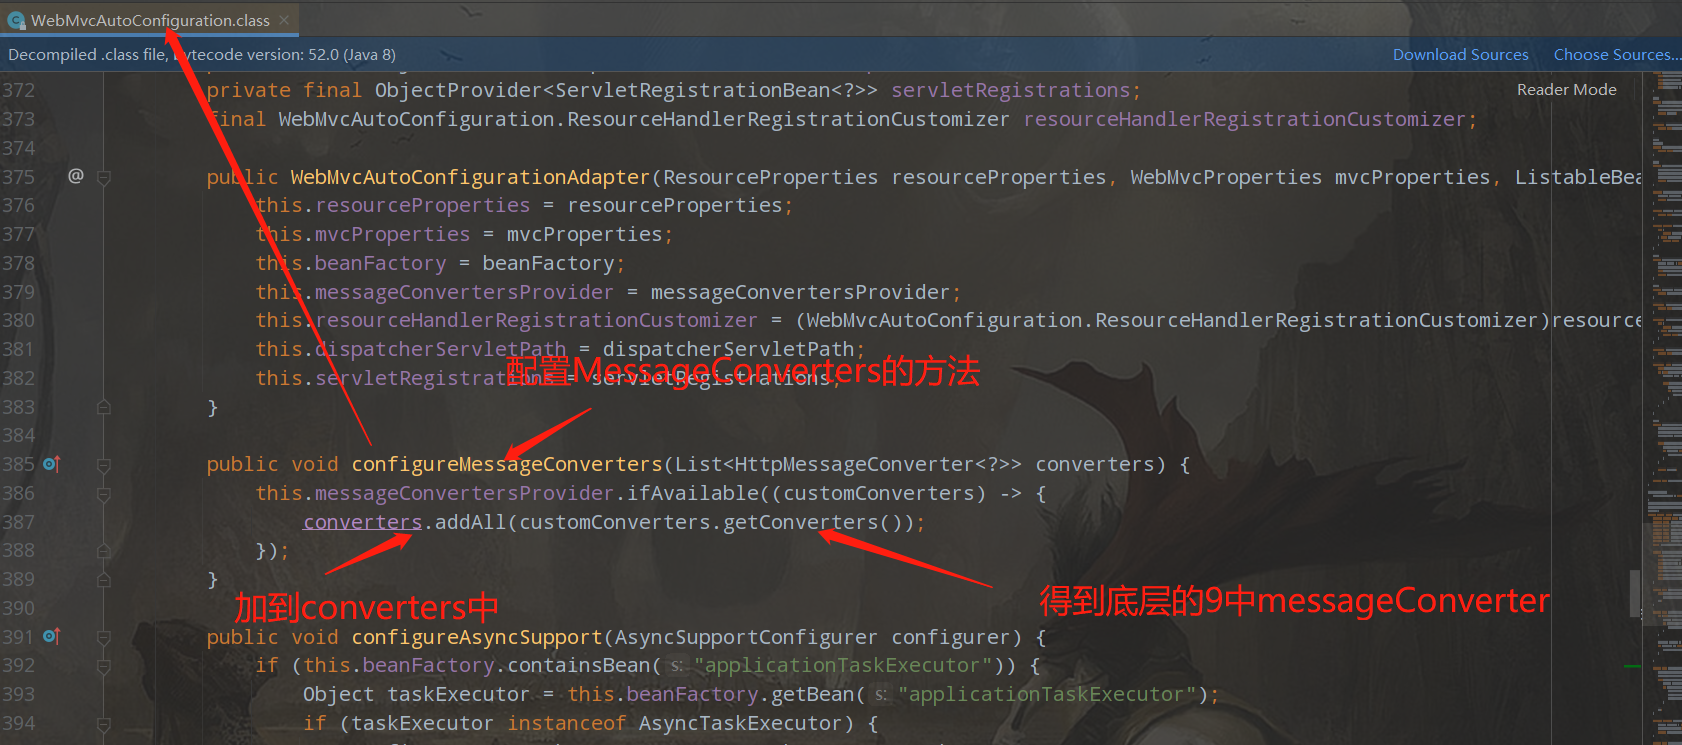 WebMvcAutoConfiguration.class
Decompiled .class file, bytecode version: 52.0 (Java 8) Download Sources Choose Sources...
Reader Mode
372 private final ObjectProvider<ServletRegistrationBean<?>> servletRegistrations;
373 final WebMvcAutoConfiguration.ResourceHandlerRegistrationCustomizer resourceHandlerRegistrationCustomizer;
374
375 @ public WebMvcAutoConfigurationAdapter(ResourceProperties resourceProperties, WebMvcProperties mvcProperties, ListableBea
376 this.resourceProperties = resourceProperties;
377 this.mvcProperties = mvcProperties;
378 this.beanFactory = beanFactory;
379 this.messageConvertersProvider = messageConvertersProvider;
380 this.resourceHandlerRegistrationCustomizer = (WebMvcAutoConfiguration.ResourceHandlerRegistrationCustomizer)resource
381 this.dispatcherServletPath = dispatcherServletPath;
配置MessageConverters的方法
382 this.servletRegistrations = servletRegistrations;
383 }
384
385 public void configureMessageConverters(List<HttpMessageConverter<?>> converters) {
386 this.messageConvertersProvider.ifAvailable((customConverters) -> {
387 converters.addAll(customConverters.getConverters());
388 });
389 }
加到converters中
得到底层的9中messageConverter
390
391 public void configureAsyncSupport(AsyncSupportConfigurer configurer) {
392 if (this.beanFactory.containsBean( s: "applicationTaskExecutor")) {
393 Object taskExecutor = this.beanFactory.getBean( s: "applicationTaskExecutor");
394 if (taskExecutor instanceof AsyncTaskExecutor) {